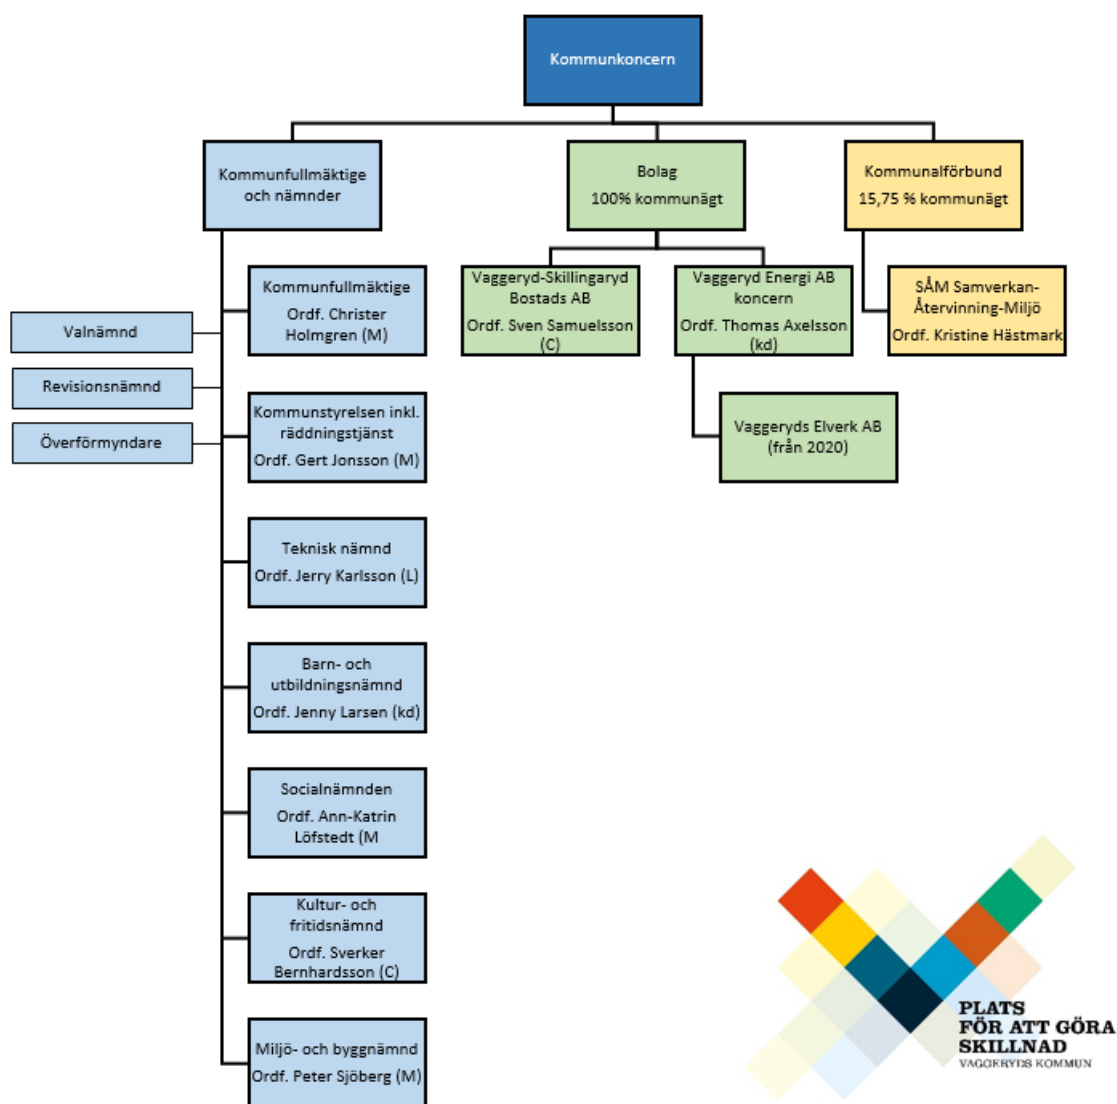 Kommunkoncern
Kommunfullmäktige
och nämnder
Bolag
100% kommunägt
Kommunalförbund
15,75 % kommunägt
Kommunfullmäktige
Ordf. Christer
Holmgren (M)
Vaggeryd-Skillingaryd
Bostads AB
Ordf. Sven Samuelsson
(C)
Vaggeryd Energi AB
koncern
Ordf. Thomas Axelsson
(kd)
SÅM Samverkan-
Återvinning-Miljö
Ordf. Kristine Hästmark
Valnämnd
Revisionsnämnd
Överförmyndare
Kommunstyrelsen inkl.
räddningstjänst
Ordf. Gert Jonsson (M)
Vaggeryds Elverk AB
(från 2020)
Teknisk nämnd
Ordf. Jerry Karlsson (L)
Barn- och
utbildningsnämnd
Ordf. Jenny Larsen (kd)
Socialnämnden
Ordf. Ann-Katrin
Löfstedt (M
Kultur- och
fritidsnämnd
Ordf. Sverker
Bernhardsson (C)
Miljö- och byggnämnd
Ordf. Peter Sjöberg (M)
PLATS
FÖR ATT GÖRA
SKILLNAD
VAGGERYDS KOMMUN